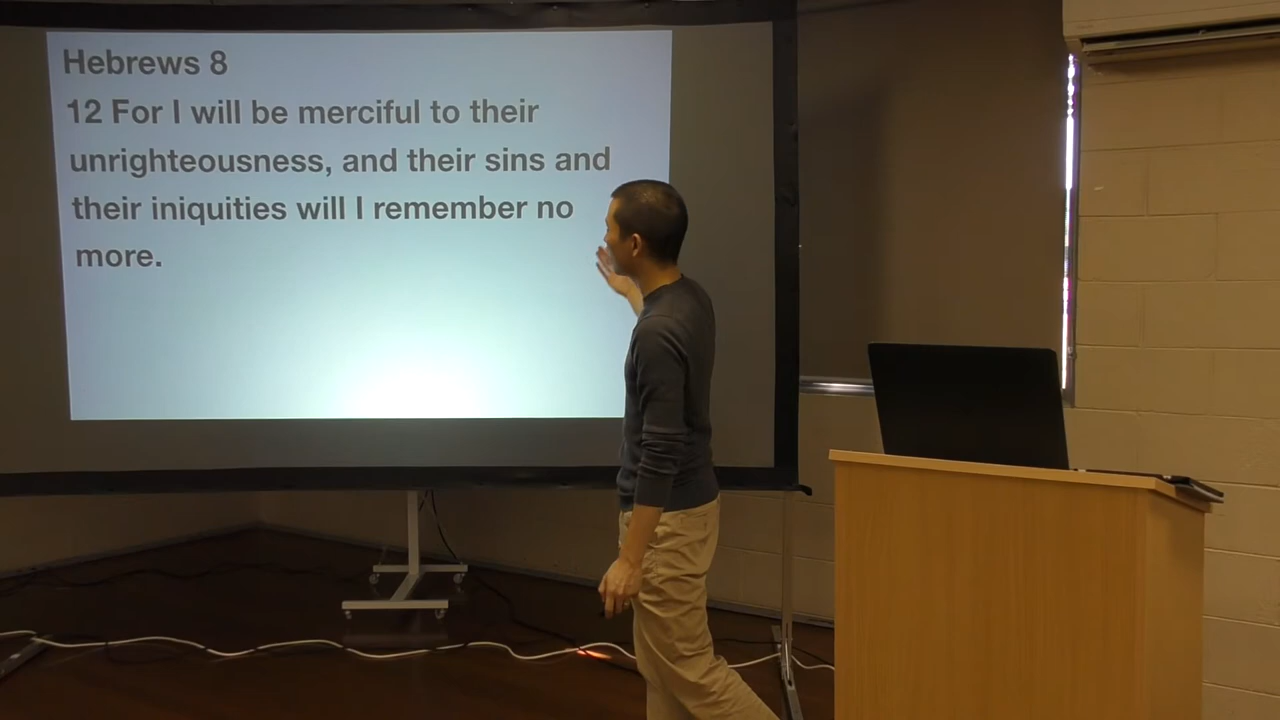 Hebrews 8
12 For I will be merciful to their
unrighteousness, and their sins and
their iniquities will I remember no
more.